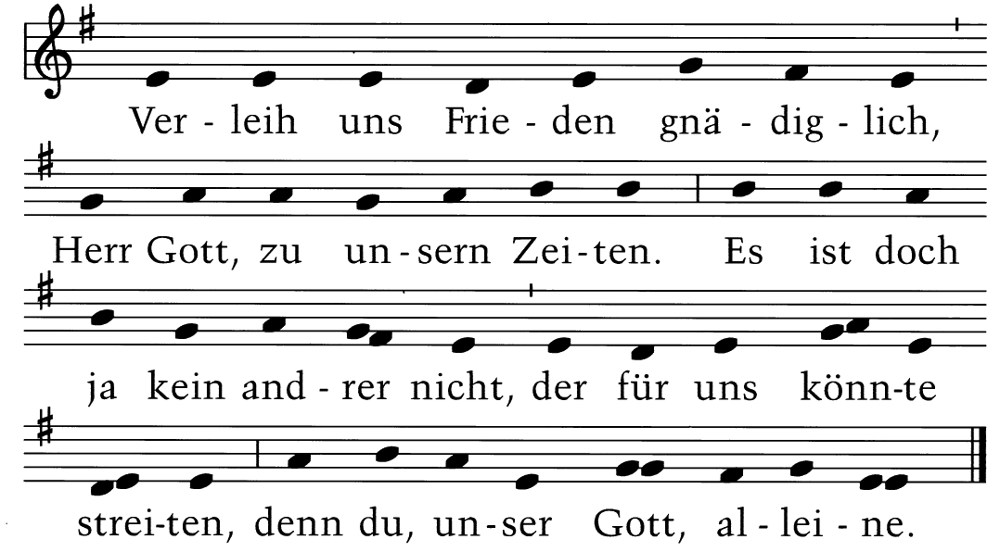 Ver - leih uns Frie - den gnä - dig - lich,
Herr Gott, zu un - sern Zei - ten. Es ist doch
ja kein and - rer nicht, der für uns könn-te
strei-ten, denn du, un - ser Gott, al - lei - ne.